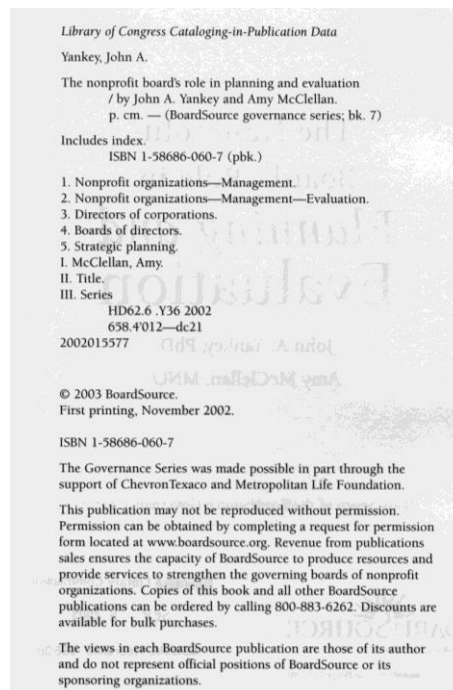 Library of Congress Cataloging-in-Publication Data
Yankey, John A.
The nonprofit board's role in planning and evaluation
/ by John A. Yankey and Amy McClellan.
p. cm. — (BoardSource governance series; bk. 7)
Includes index.
ISBN 1-58686-060-7 (pbk.)
1. Nonprofit organizations—Management.
2. Nonprofit organizations—Management—Evaluation.
3. Directors of corporations.
4. Boards of directors.
5. Strategic planning.
I. McClellan, Amy.
II. Title.
III. Series
HD62.6 .Y36 2002
658.4'012—dc21
2002015577
© 2003 BoardSource.
First printing, November 2002.
ISBN 1-58686-060-7
The Governance Series was made possible in part through the
support of ChevronTexaco and Metropolitan Life Foundation.
This publication may not be reproduced without permission.
Permission can be obtained by completing a request for permission
form located at www.boardsource.org. Revenue from publications
sales ensures the capacity of BoardSource to produce resources and
provide services to strengthen the governing boards of nonprofit
organizations. Copies of this book and all other BoardSource
publications can be ordered by calling 800-883-6262. Discounts are
available for bulk purchases.
The views in each BoardSource publication are those of its author
and do not represent official positions of BoardSource or its
sponsoring organizations.